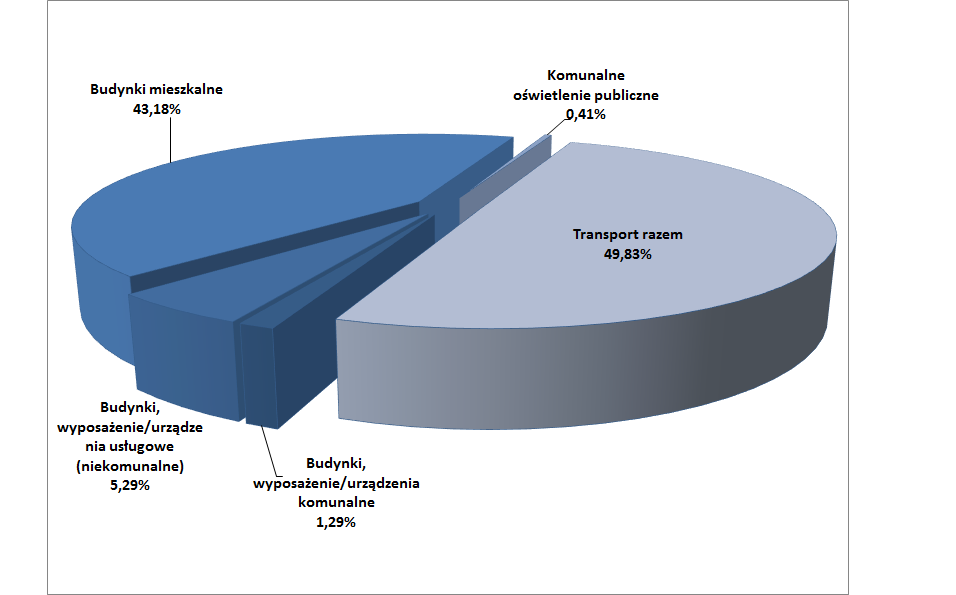 Budynki mieszkalne
43,18%
Komunalne
oświetlenie publiczne
0,41%
Transport razem
49,83%
Budynki,
wyposażenie/urządze
nia usługowe
(niekomunalne)
5,29%
Budynki,
wyposażenie/urządzenia
komunalne
1,29%